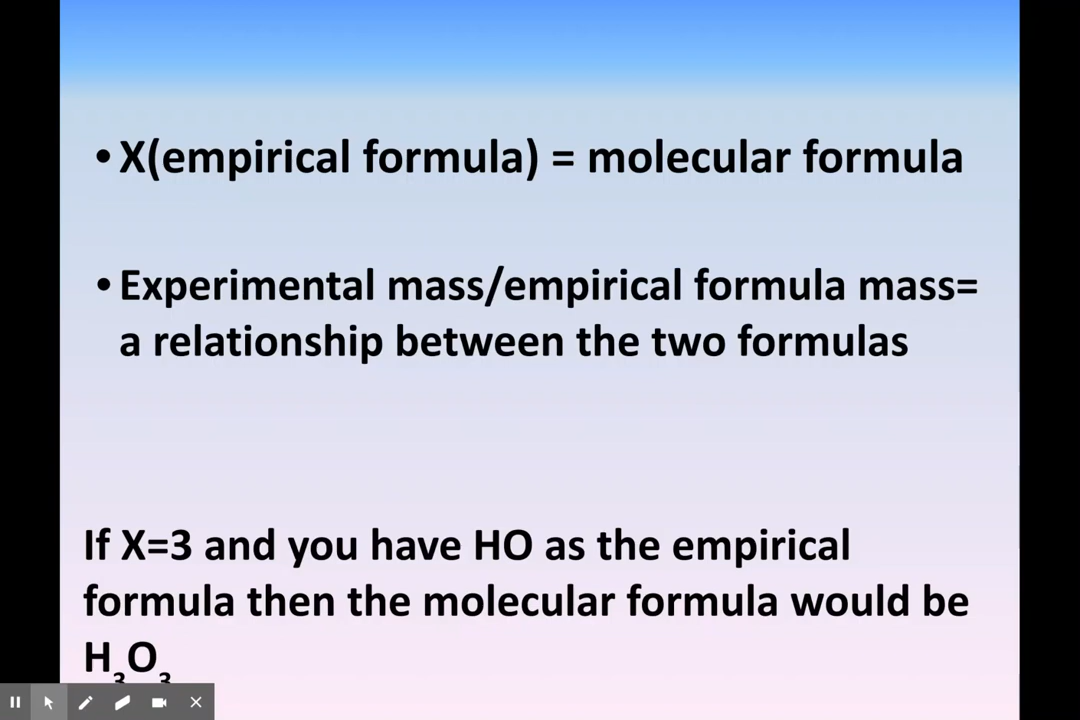 • X(empirical formula) = molecular formula
• Experimental mass/empirical formula mass=
a relationship between the two formulas
If X=3 and you have HO as the empirical
formula then the molecular formula would be
H₃O₃